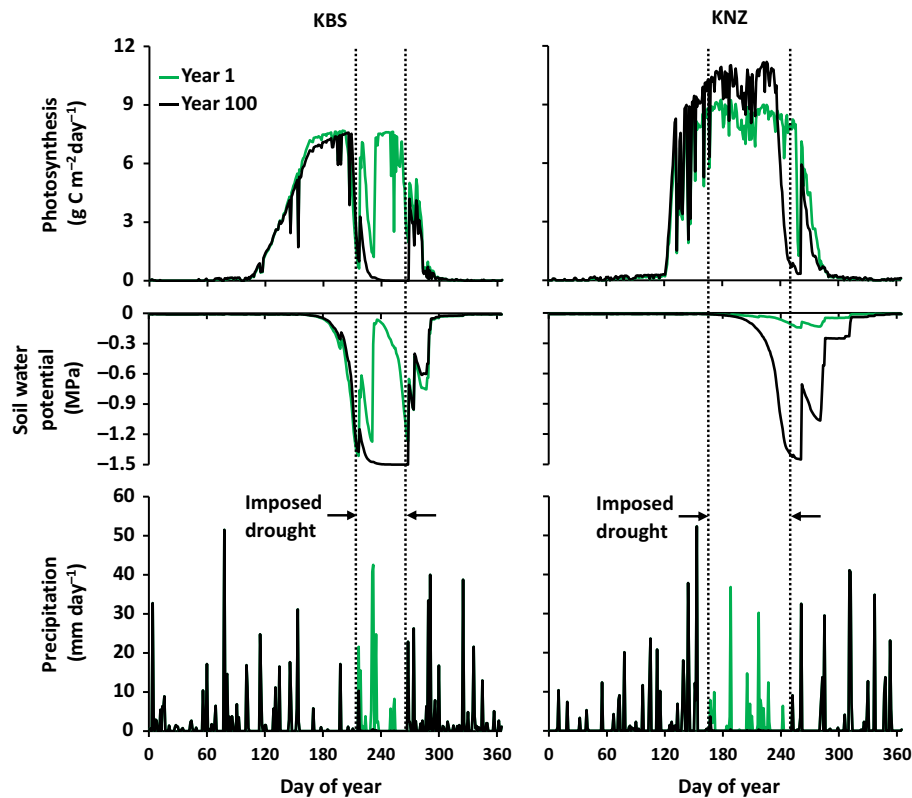 KBS
KNZ
Photosynthesis
(g C m⁻² day⁻¹)
12
9
6
3
0
Year 1
Year 100
Soil water
potential
(MPa)
0
−0.3
−0.6
−0.9
−1.2
−1.5
Precipitation
(mm day⁻¹)
60
50
40
30
20
10
0
Imposed
drought
Imposed
drought
0 60 120 180 240 300 360
0 60 120 180 240 300 360
Day of year
Day of year